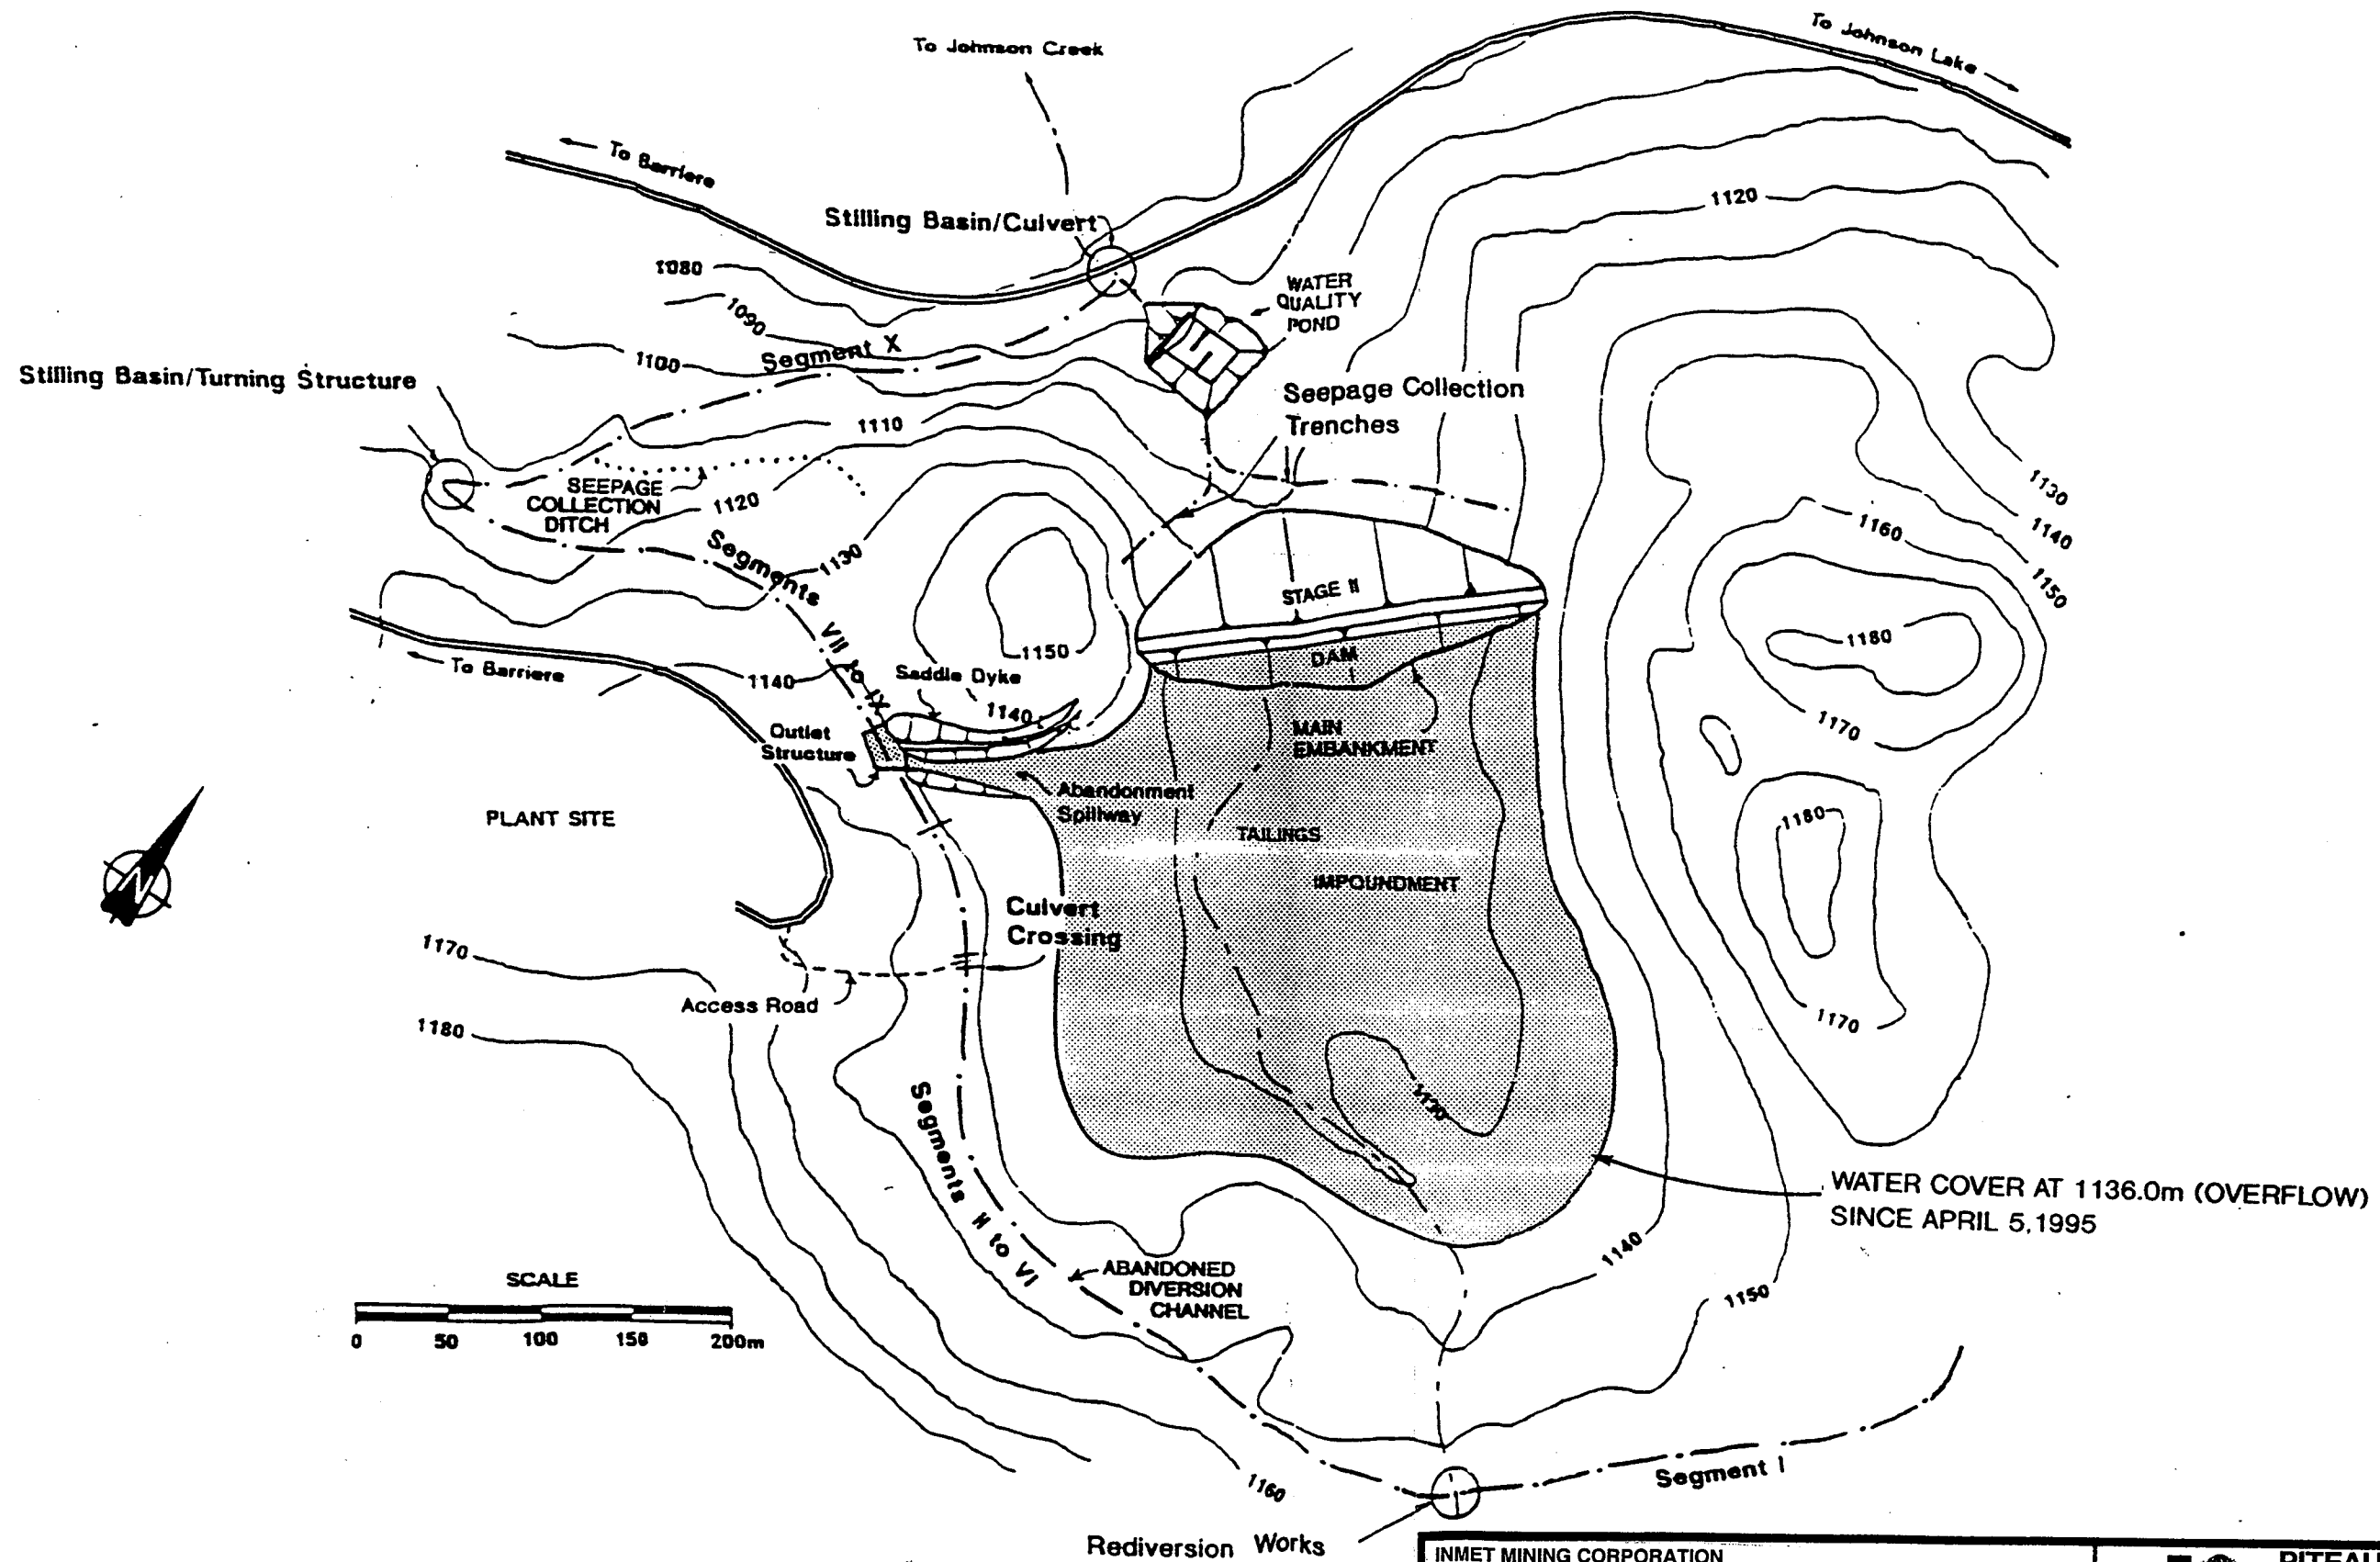 To Johnson Creek
To Johnson Lake
To Barriere
Stilling Basin/Culvert
1120
1080
WATER
QUALITY
POND
1090
1100
Segment X
Stilling Basin/Turning Structure
Seepage Collection
Trenches
1110
SEEPAGE
COLLECTION
DITCH
1120
1130
1140
1150
1160
Segments VII to IX
1130
STAGE II
DAM
1180
1150
To Barriere
1140
Saddle Dyke
1140
1170
Outlet
Structure
MAIN
EMBANKMENT
Abandonment
Spillway
PLANT SITE
TAILINGS
IMPOUNDMENT
1180
Culvert
Crossing
1170
Access Road
1170
1180
1130
Segments II to VI
WATER COVER AT 1136.0m (OVERFLOW)
SINCE APRIL 5,1995
1140
ABANDONED
DIVERSION
CHANNEL
1150
SCALE
0 50 100 150 200m
1160
Segment I
Rediversion Works
INMET MINING CORPORATION